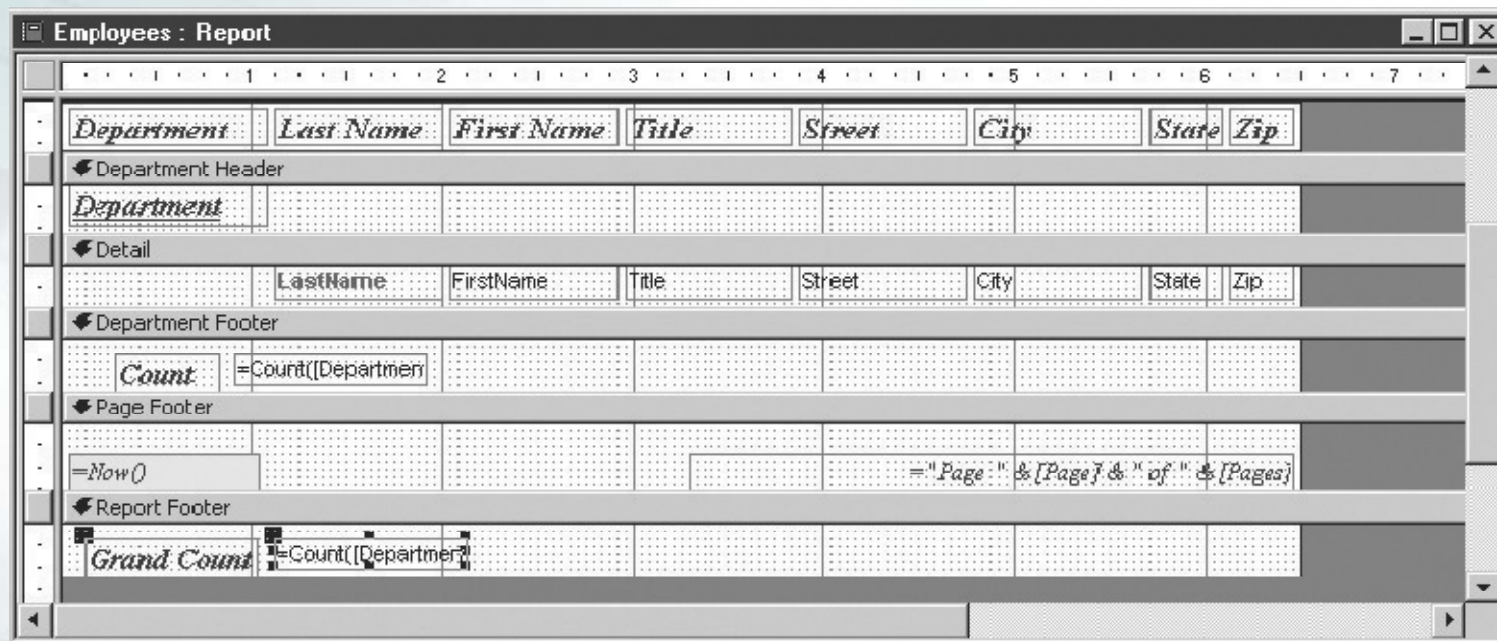 Employees : Report
1 2 3 4 5 6 7
Department Last Name First Name Title Street City State Zip
Department Header
Department
Detail
LastName FirstName Title Street City State Zip
Department Footer
Count =Count([Departmen
Page Footer
=Now() ="Page " & [Page] & " of " & [Pages]
Report Footer
Grand Count =Count([Departmen